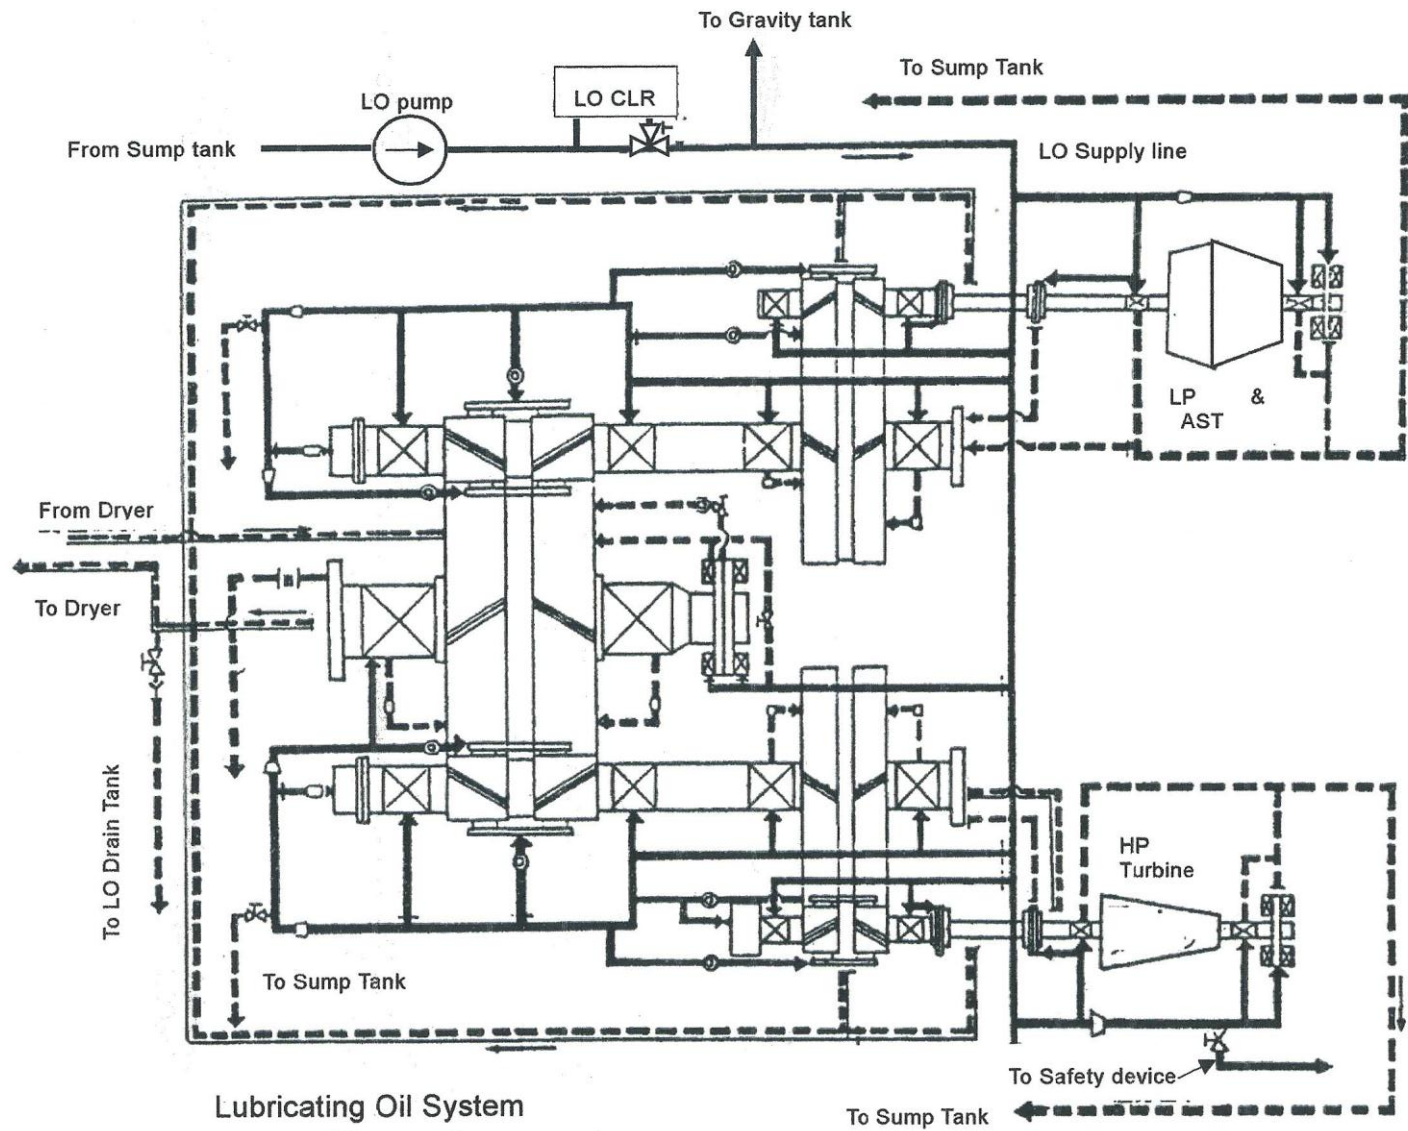 To Gravity tank
To Sump Tank
LO pump
LO CLR
From Sump tank
LO Supply line
LP &
AST
From Dryer
To Dryer
To LO Drain Tank
HP
Turbine
To Sump Tank
To Safety device
To Sump Tank
Lubricating Oil System